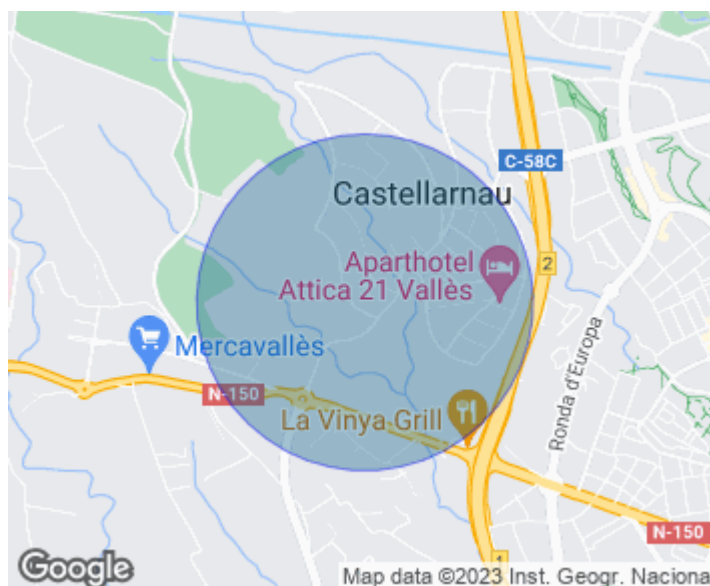 C-58C
Castellarnau
Aparthotel
Attica 21 Vallès
2
Mercavallès
N-150
La Vinya Grill
Ronda d'Europa
N-150
1
Google
Map data ©2023 Inst. Geogr. Naciona